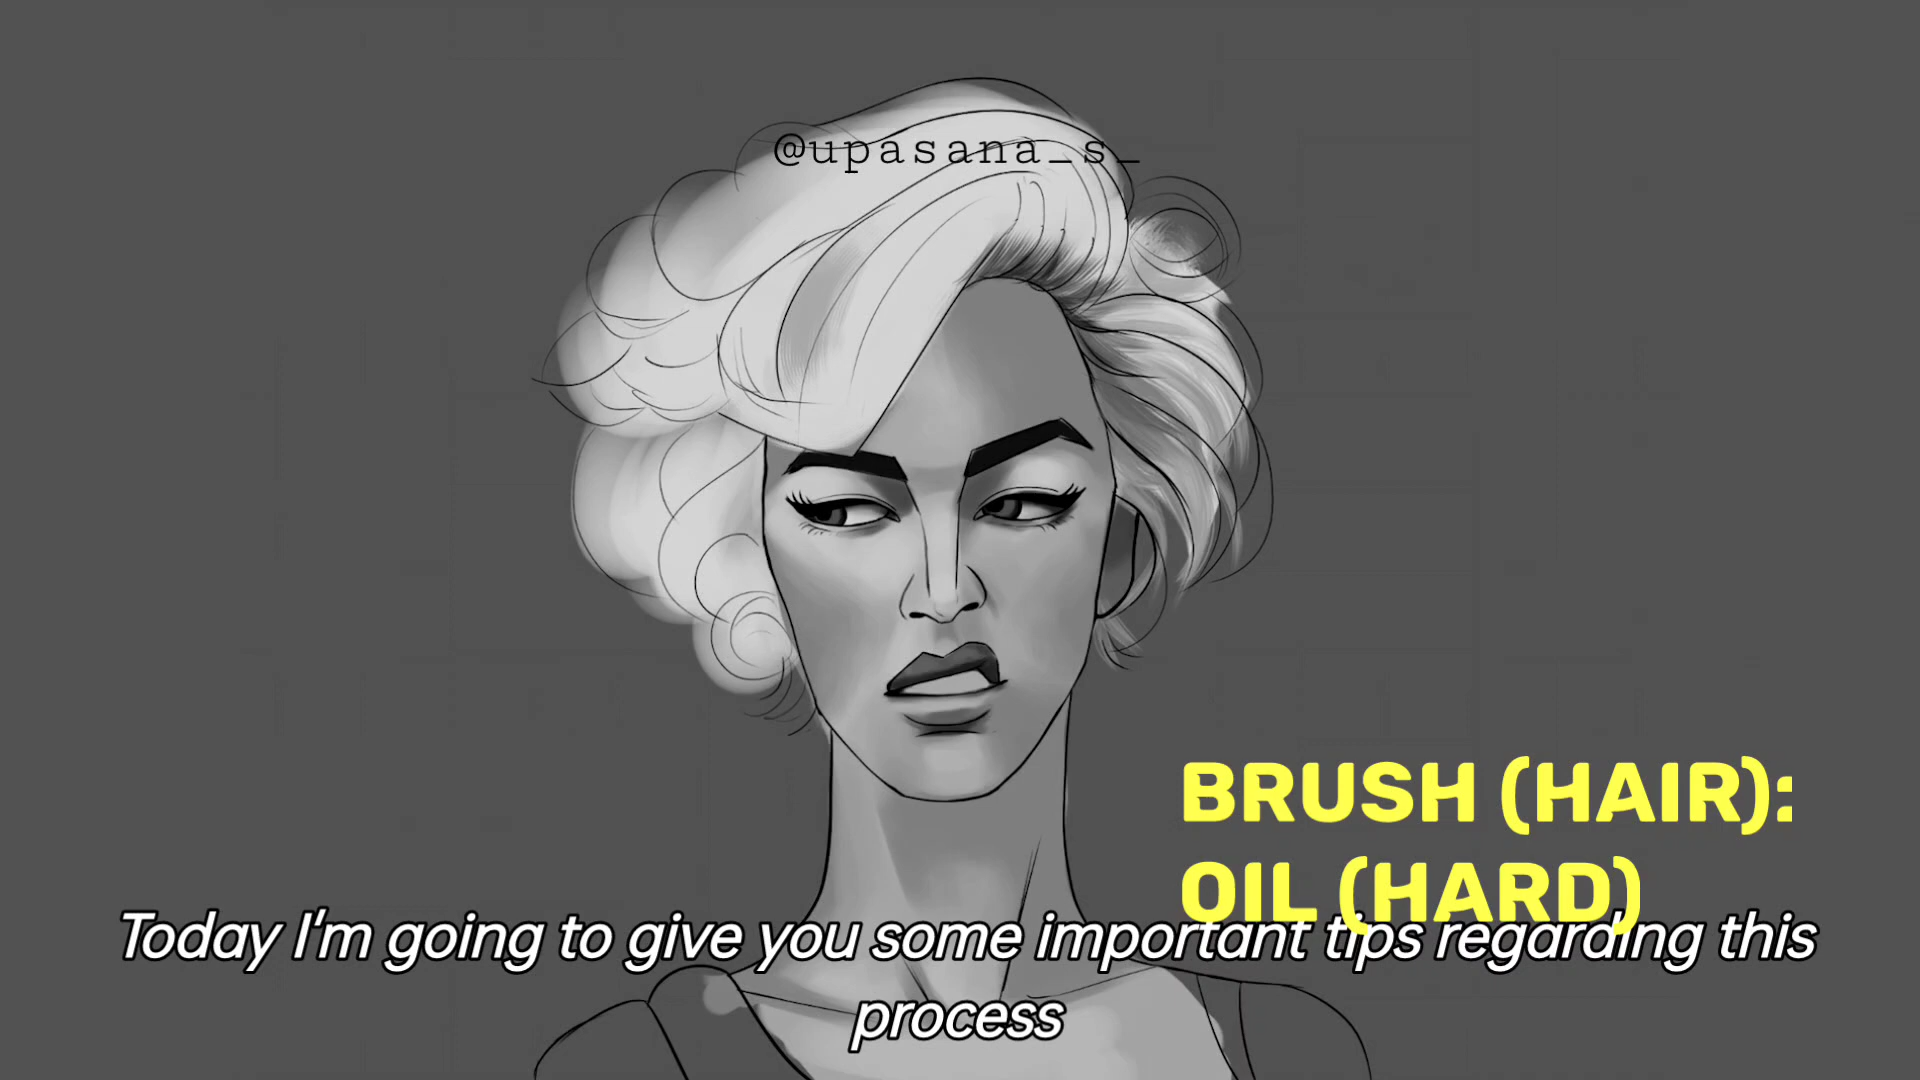 @upasana_s_
BRUSH (HAIR):
OIL (HARD)
Today I'm going to give you some important tips regarding this
process